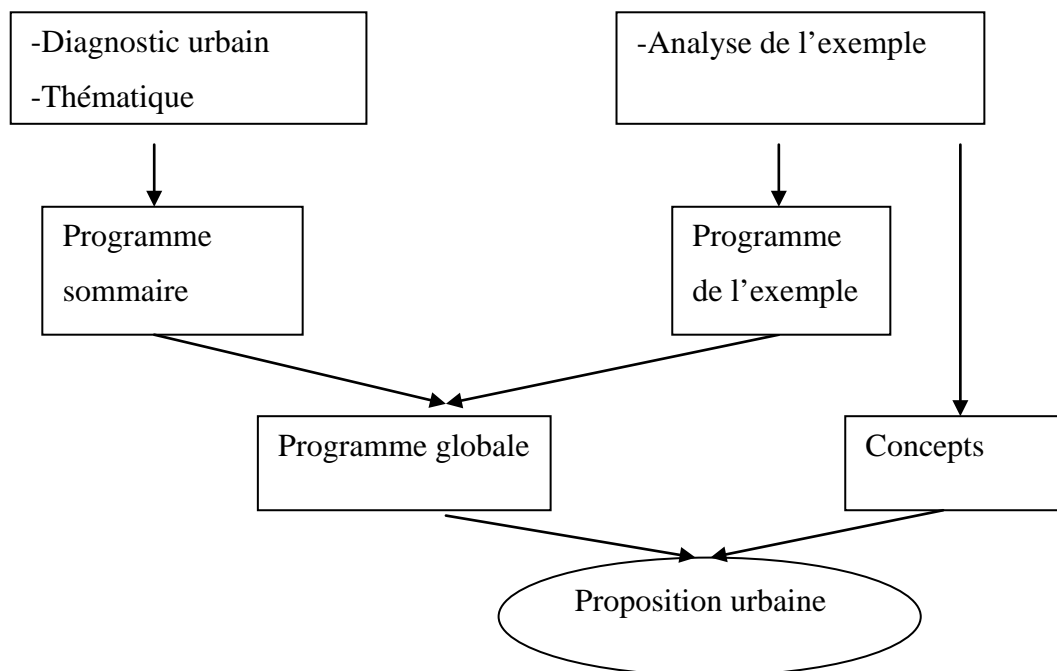 -Diagnostic urbain
-Thématique
-Analyse de l’exemple
Programme
sommaire
Programme
de l’exemple
Programme globale
Concepts
Proposition urbaine